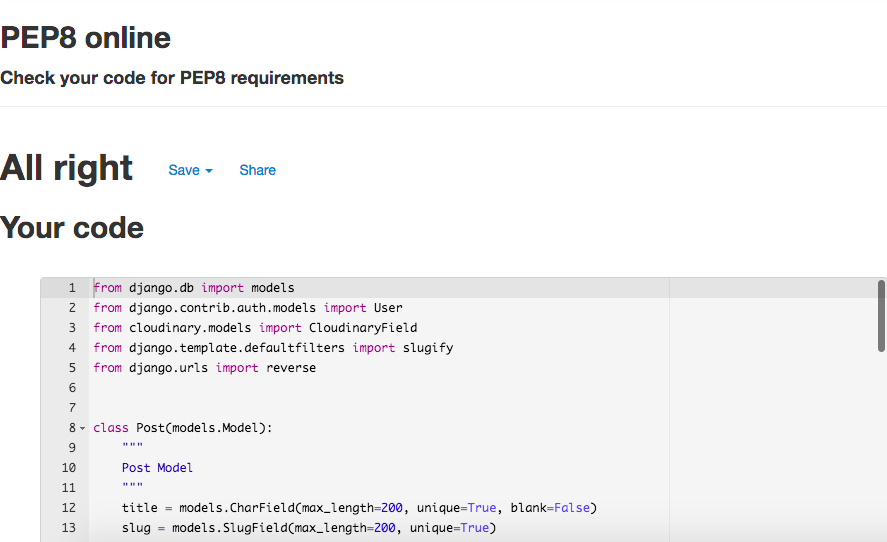 PEP8 online
Check your code for PEP8 requirements
All right Save Share
Your code
1 from django.db import models
2 from django.contrib.auth.models import User
3 from cloudinary.models import CloudinaryField
4 from django.template.defaultfilters import slugify
5 from django.urls import reverse
6
7
8 class Post(models.Model):
9     """
10     Post Model
11     """
12     title = models.CharField(max_length=200, unique=True, blank=False)
13     slug = models.SlugField(max_length=200, unique=True)